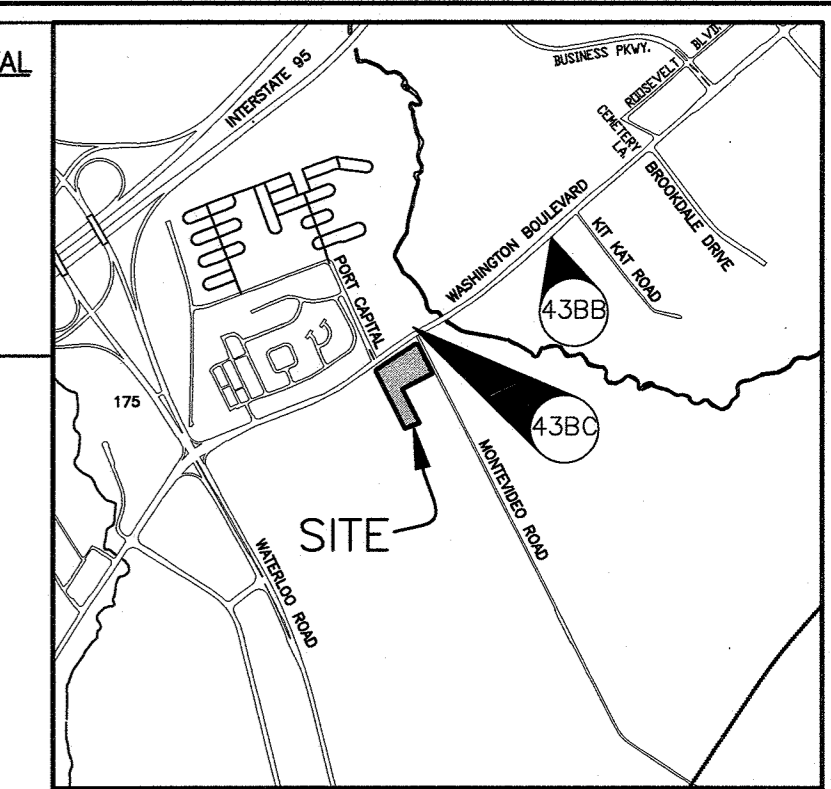 AL
INTERSTATE 95
BUSINESS PKWY.
ROOSEVELT BLVD.
CEMETERY
LA.
BROOKDALE DRIVE
WASHINGTON BOULEVARD
KIT KAT ROAD
PORT CAPITAL
43BB
175
43BC
MONTEVIDEO ROAD
SITE
WATERLOO ROAD